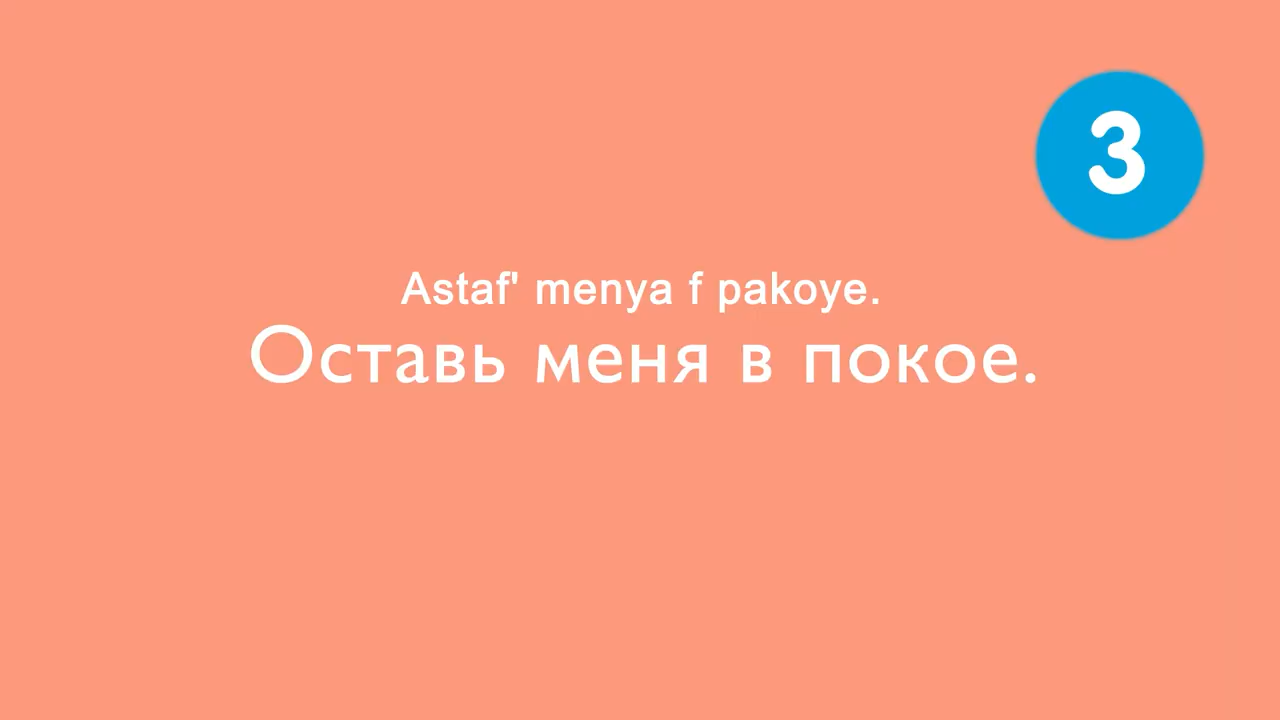 3
Astaf' menya f pakoye.
Оставь меня в покое.